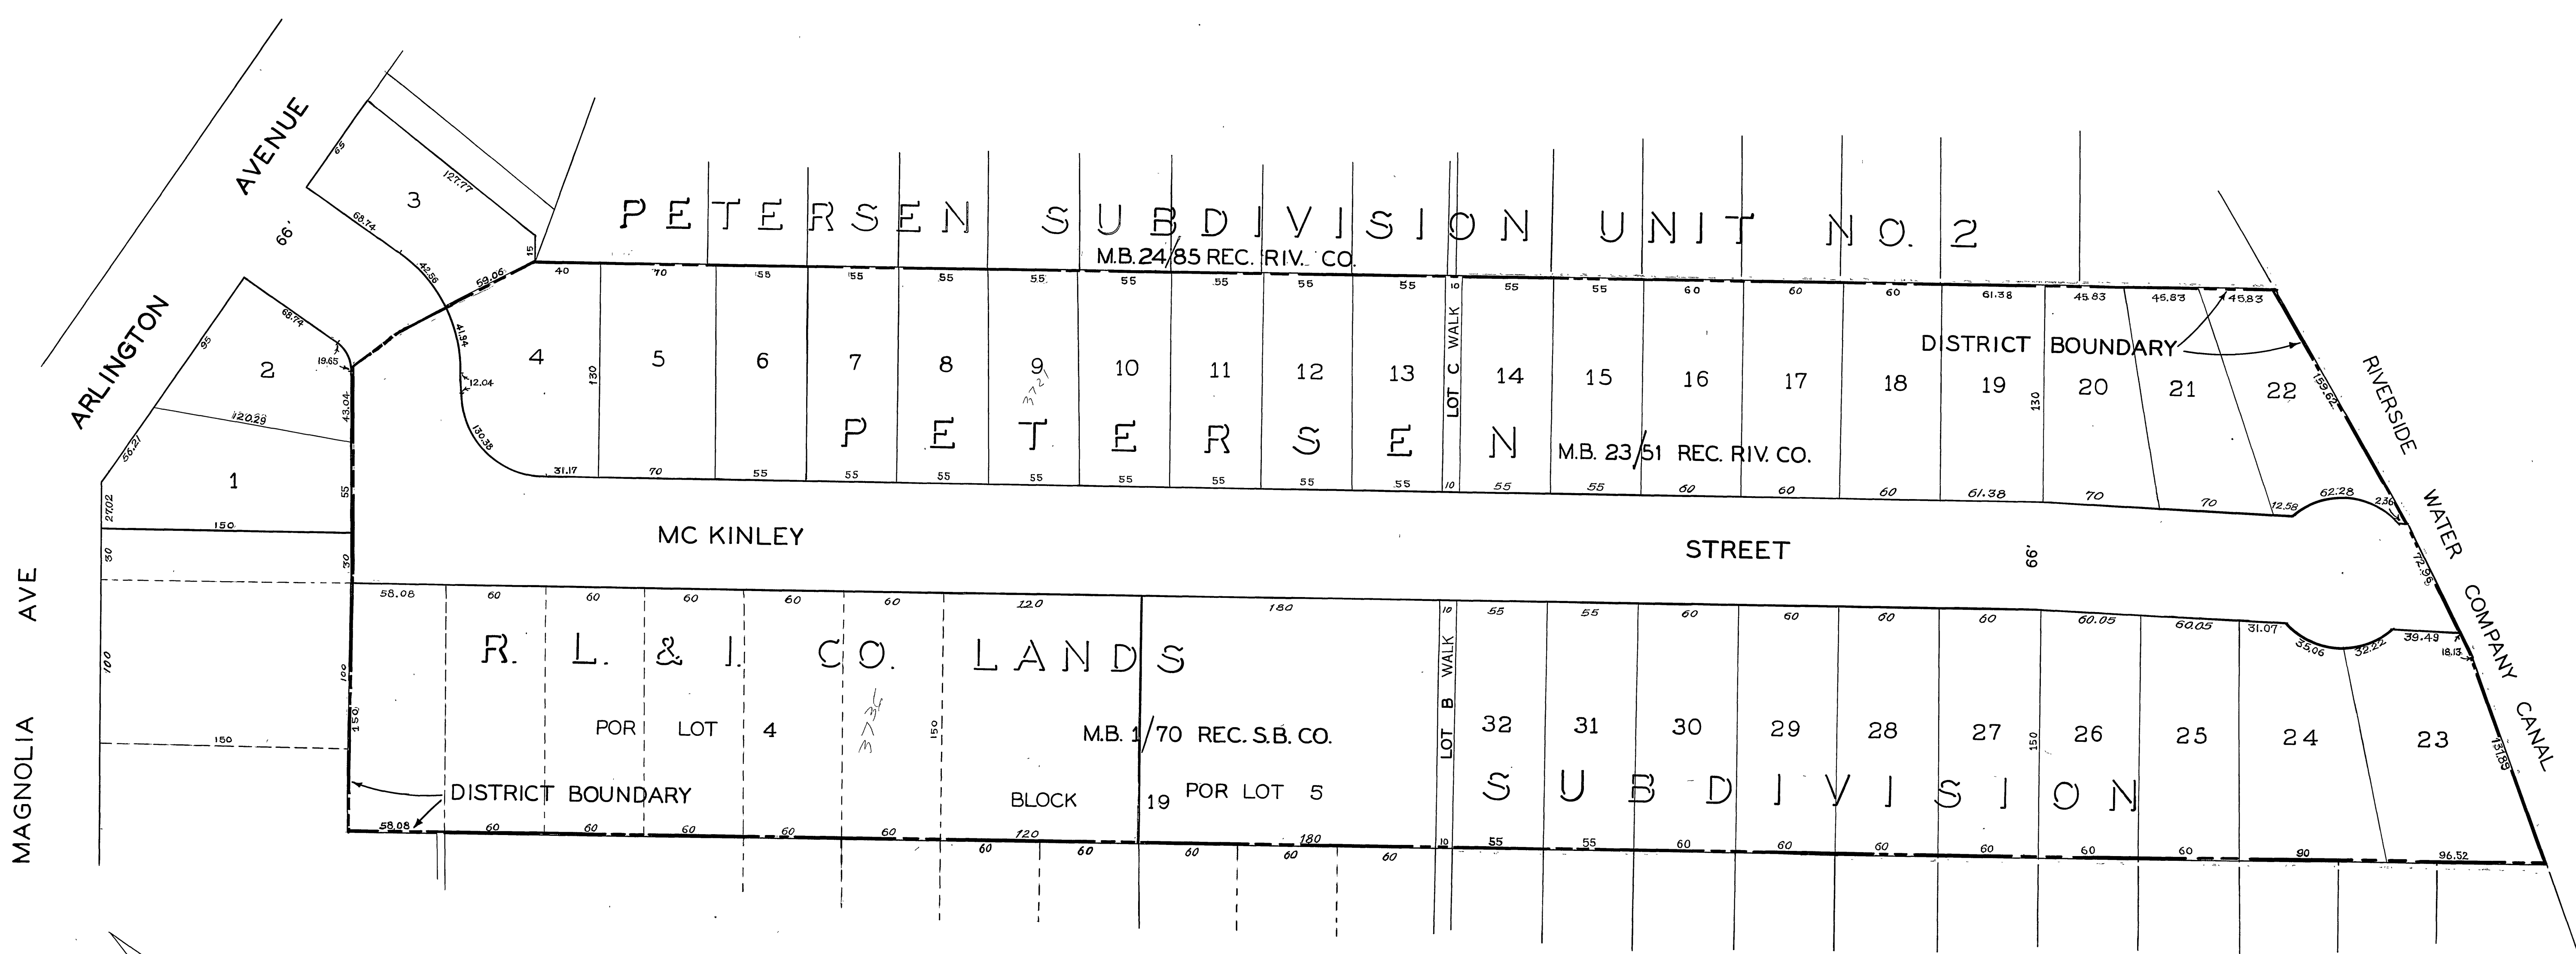 ARLINGTON AVENUE
66'
MAGNOLIA AVE
PETERSEN SUBDIVISION UNIT NO. 2
M.B. 24/85 REC. RIV. CO.
65
127.77
3
68.74
42.56
15
59.06
95
68.74
19.65
2
43.04
120.29
56.21
1
55
27.02
150
30
30
100
100
150
150
41.94
12.04
130.38
31.17
40 70 55 55 55 55 55 55 55 55 10 55 55 60 60 60 61.38 45.83 45.83 45.83
4 5 6 7 8 9 10 11 12 13 14 15 16 17 18 19 20 21 22
130
3721
LOT C WALK
130
DISTRICT BOUNDARY
PETERSEN
M.B. 23/51 REC. RIV. CO.
70 55 55 55 55 55 55 55 55 10 55 55 60 60 60 61.38 70 70 12.58 62.28 2.36
159.62
72.96
18.13
131.89
RIVERSIDE WATER COMPANY CANAL
MC KINLEY STREET
66'
58.08 60 60 60 60 60 120 180 10 55 55 60 60 60 60 60.05 60.05 31.07 35.06 32.22 39.49
R. L. & I. CO. LANDS
POR LOT 4
3735
150
M.B. 1/70 REC. S.B. CO.
LOT B WALK
32 31 30 29 28 27 26 25 24 23
150
DISTRICT BOUNDARY
BLOCK 19
POR LOT 5
SUBDIVISION
58.08 60 60 60 60 60 120 180 10 55 55 60 60 60 60 60 60 90 96.52
60 60 60 60 60